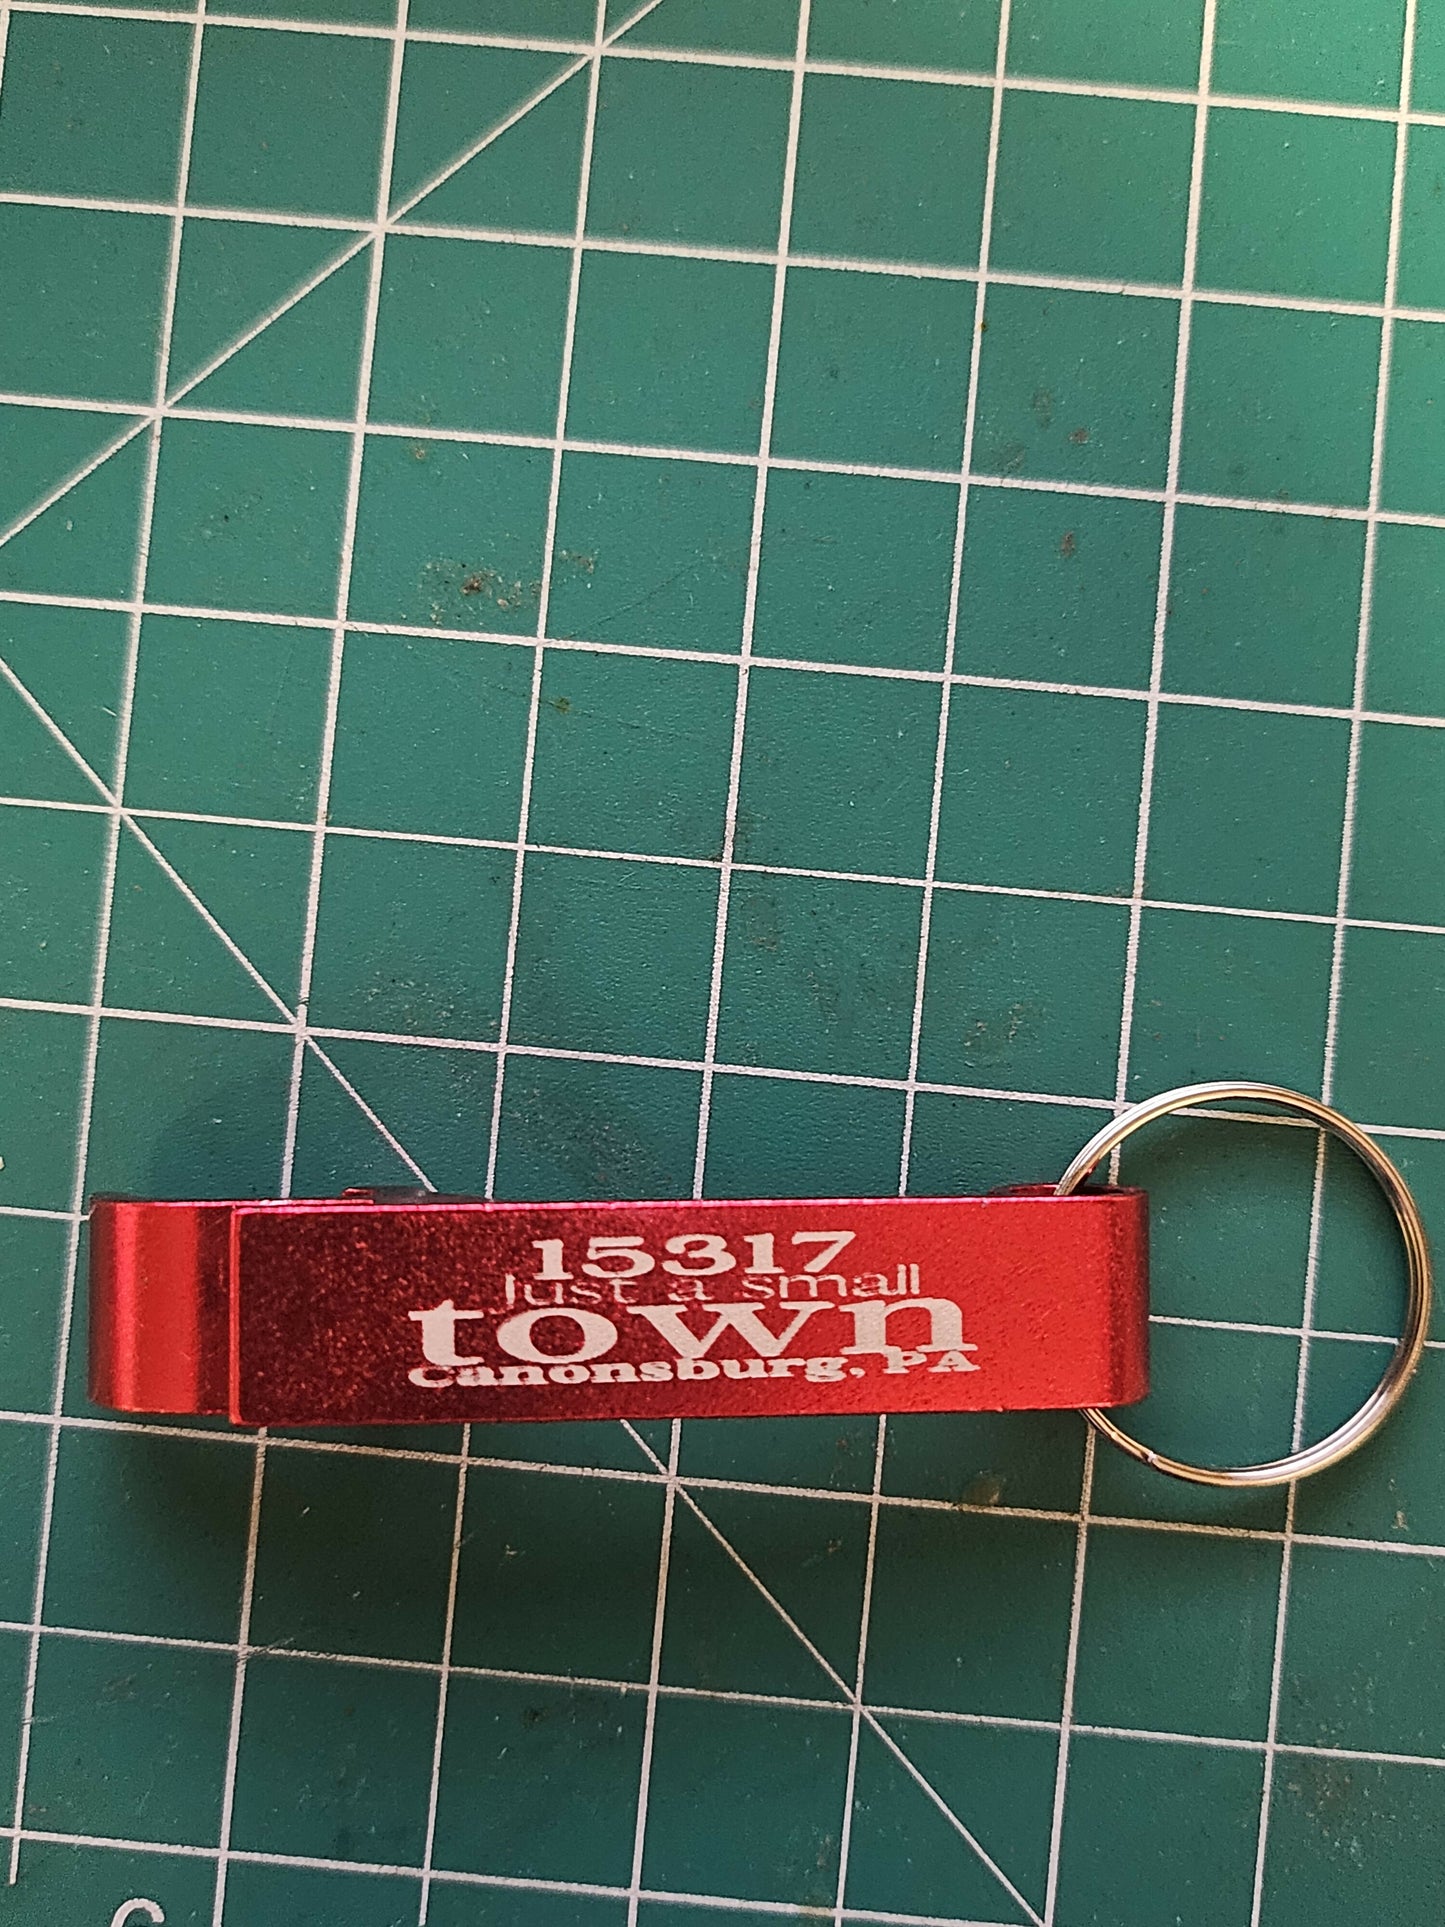 15317
Just a small
town
Canonsburg, PA